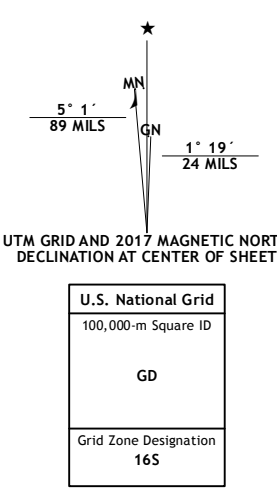 ★
MN
GN
5° 1´
89 MILS
1° 19´
24 MILS
UTM GRID AND 2017 MAGNETIC NORT
DECLINATION AT CENTER OF SHEET
U.S. National Grid
100,000-m Square ID
GD
Grid Zone Designation
16S